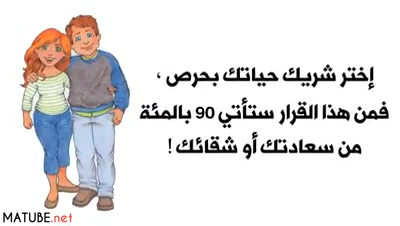 إختر شريك حياتك بحرص ،
فمن هذا القرار ستأتي 90 بالمئة
من سعادتك أو شقائك !
MATUBE.net